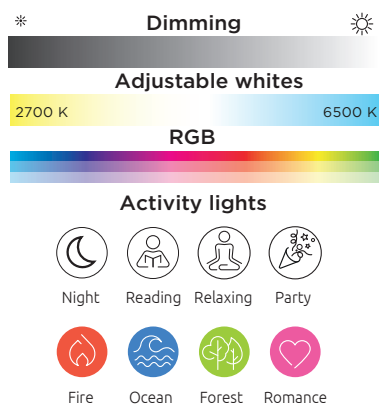 Dimming
Adjustable whites
2700 K 6500 K
RGB
Activity lights
Night Reading Relaxing Party
Fire Ocean Forest Romance